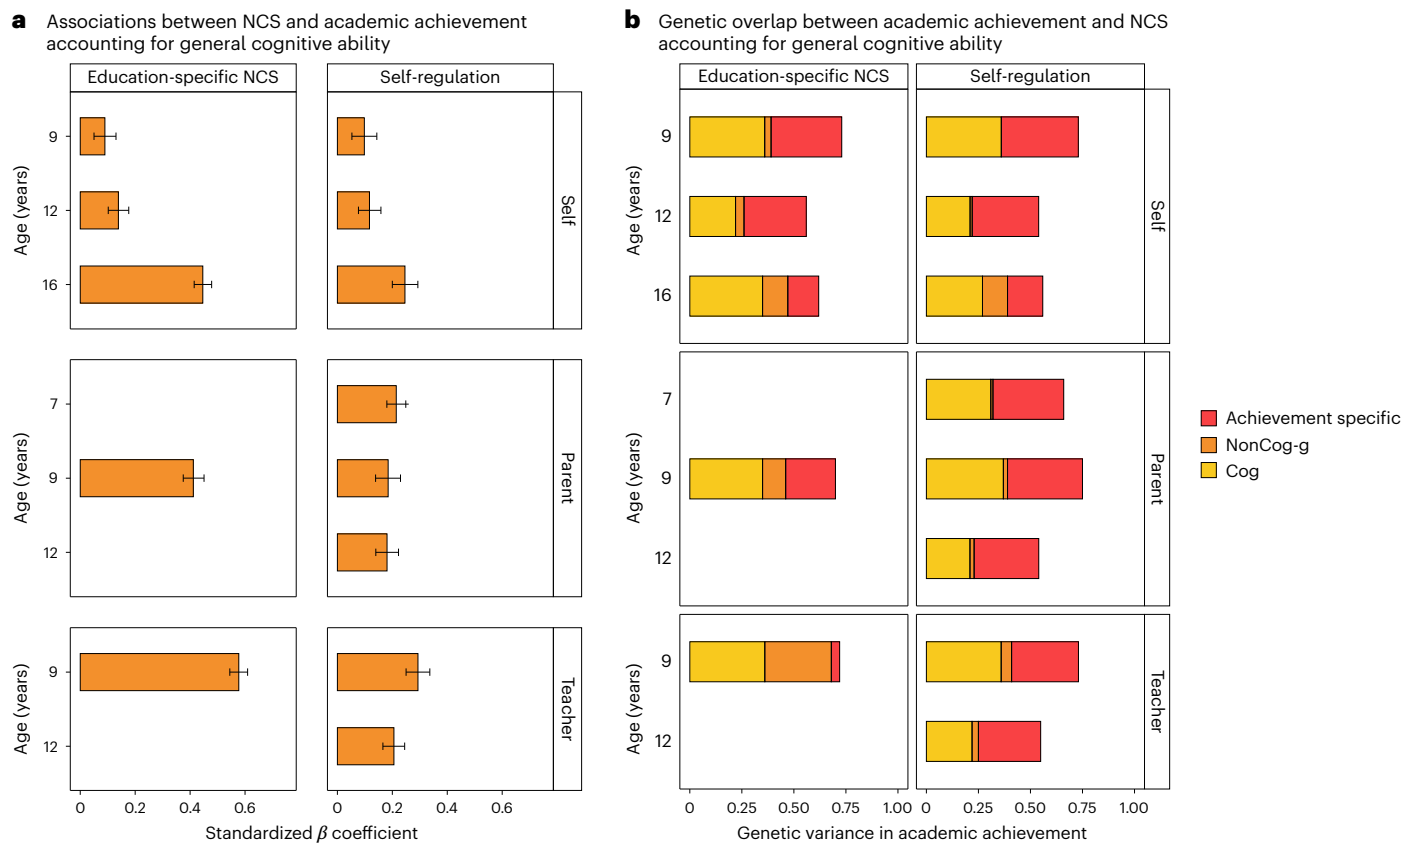 a Associations between NCS and academic achievement
accounting for general cognitive ability
Education-specific NCS
Self-regulation
Age (years)
9
12
16
Self
Age (years)
7
9
12
Parent
Age (years)
9
12
Teacher
0 0.2 0.4 0.6
0 0.2 0.4 0.6
Standardized β coefficient
b Genetic overlap between academic achievement and NCS
accounting for general cognitive ability
Education-specific NCS
Self-regulation
Age (years)
9
12
16
Self
Age (years)
7
9
12
Parent
Age (years)
9
12
Teacher
0 0.25 0.50 0.75 1.00
0 0.25 0.50 0.75 1.00
Genetic variance in academic achievement
Achievement specific
NonCog-g
Cog